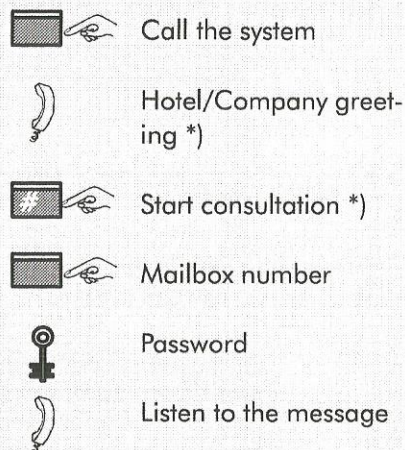 Call the system
Hotel/Company greet-
ing *)
#
Start consultation *)
Mailbox number
Password
Listen to the message